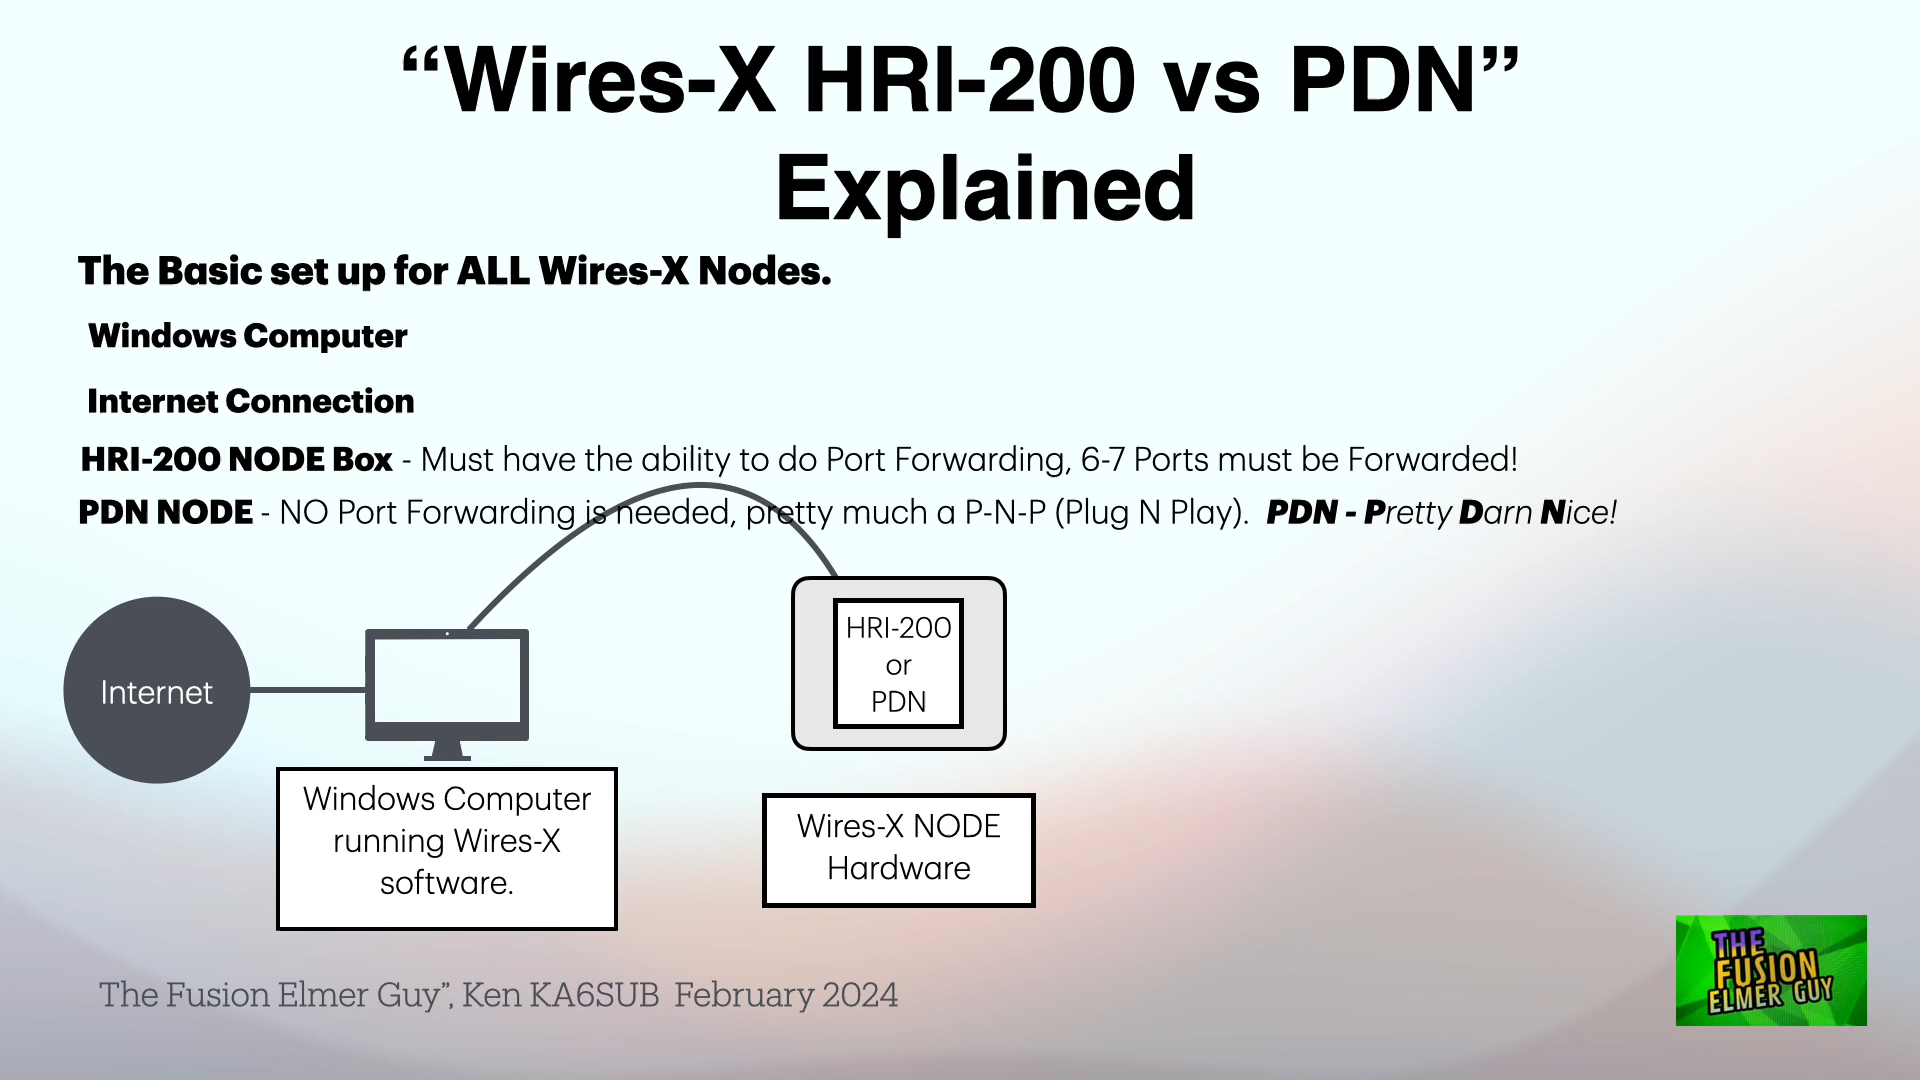 “Wires-X HRI-200 vs PDN”
Explained
The Basic set up for ALL Wires-X Nodes.
Windows Computer
Internet Connection
HRI-200 NODE Box - Must have the ability to do Port Forwarding, 6-7 Ports must be Forwarded!
PDN NODE - NO Port Forwarding is needed, pretty much a P-N-P (Plug N Play). PDN - Pretty Darn Nice!
Internet
HRI-200
or
PDN
Windows Computer
running Wires-X
software.
Wires-X NODE
Hardware
The Fusion Elmer Guy”, Ken KA6SUB February 2024
THE
FUSION
ELMER GUY